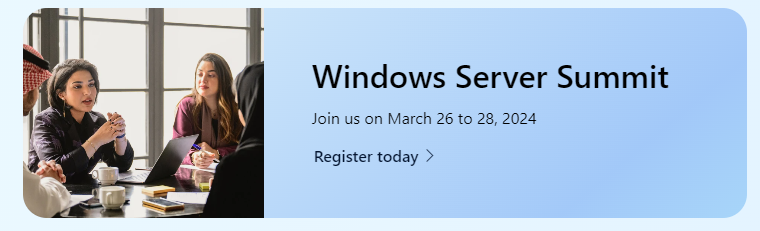 Windows Server Summit
Join us on March 26 to 28, 2024
Register today